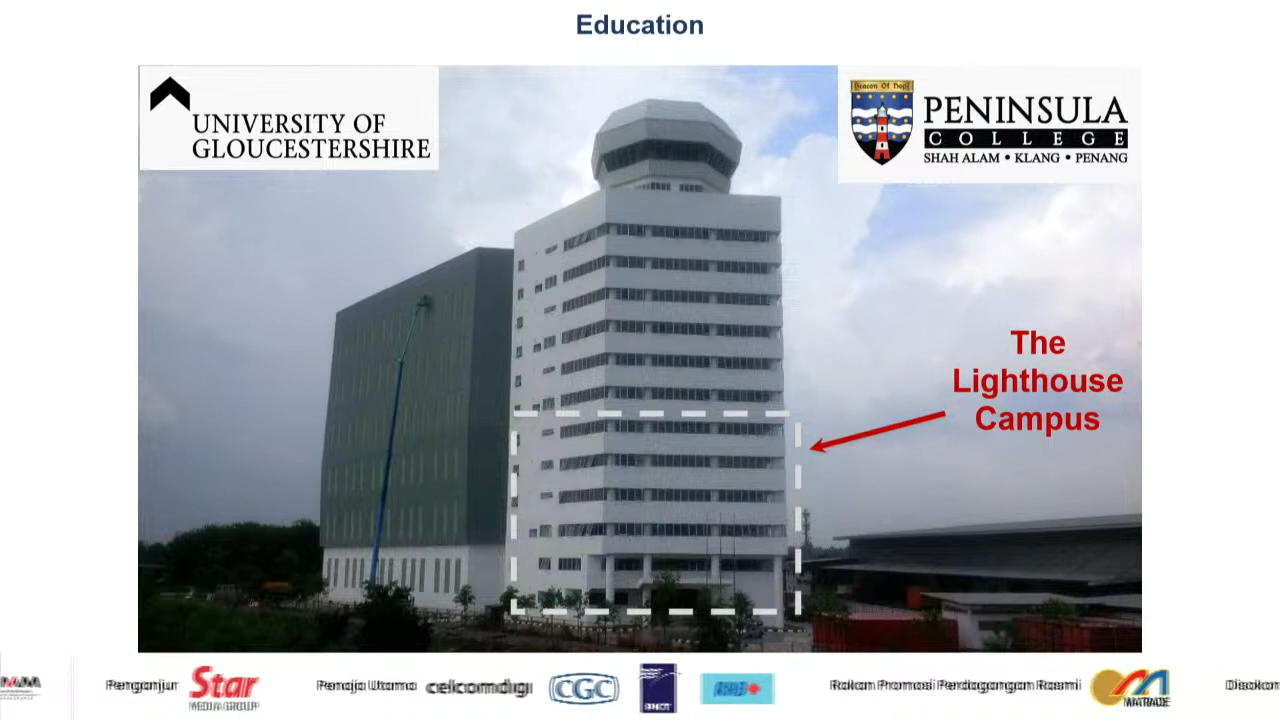 Education
UNIVERSITY OF
GLOUCESTERSHIRE
Beacon Of Hope
PENINSULA
COLLEGE
SHAH ALAM • KLANG • PENANG
The
Lighthouse
Campus
Penganjur
Star
MEDIA GROUP
Penaja Utama
celcomdigi
CGC
Rakan Promosi Perdagangan Rasmi
MATRADE